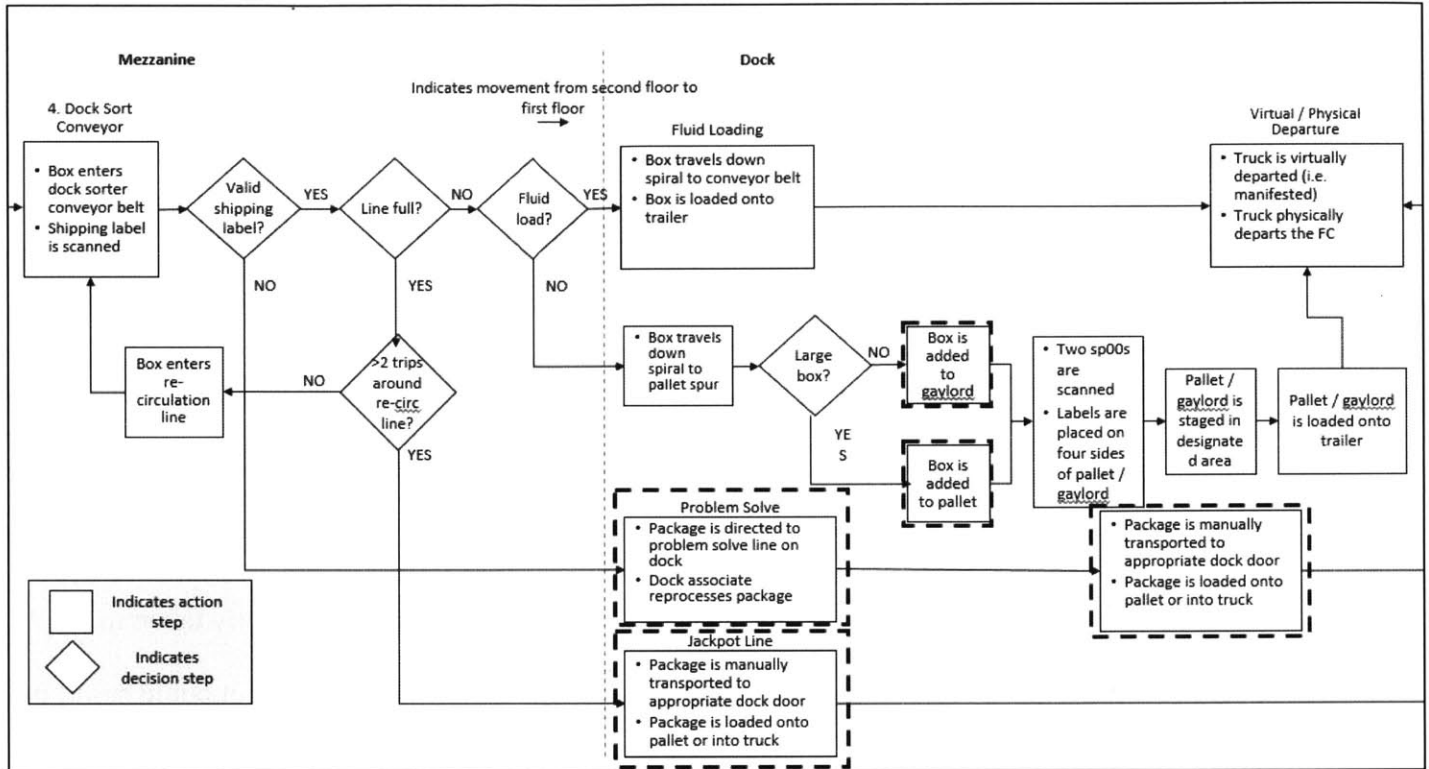 Mezzanine
Dock
Indicates movement from second floor to
first floor
4. Dock Sort
Conveyor
• Box enters
dock sorter
conveyor belt
• Shipping label
is scanned
Valid
shipping
label?
YES
NO
Line full?
NO
YES
Fluid
load?
YES
NO
Fluid Loading
• Box travels down
spiral to conveyor belt
• Box is loaded onto
trailer
Virtual / Physical
Departure
• Truck is virtually
departed (i.e.
manifested)
• Truck physically
departs the FC
Box enters
re-
circulation
line
NO
>2 trips
around
re-circ
line?
YES
• Box travels
down
spiral to
pallet spur
Large
box?
NO
YE
S
Box is
added
to
gaylord
Box is
added
to pallet
• Two sp00s
are
scanned
• Labels are
placed on
four sides
of pallet /
gaylord
Pallet /
gaylord is
staged in
designate
d area
Pallet / gaylord
is loaded onto
trailer
Problem Solve
• Package is directed to
problem solve line on
dock
• Dock associate
reprocesses package
• Package is manually
transported to
appropriate dock door
• Package is loaded onto
pallet or into truck
Jackpot Line
• Package is manually
transported to
appropriate dock door
• Package is loaded onto
pallet or into truck
Indicates action
step
Indicates
decision step